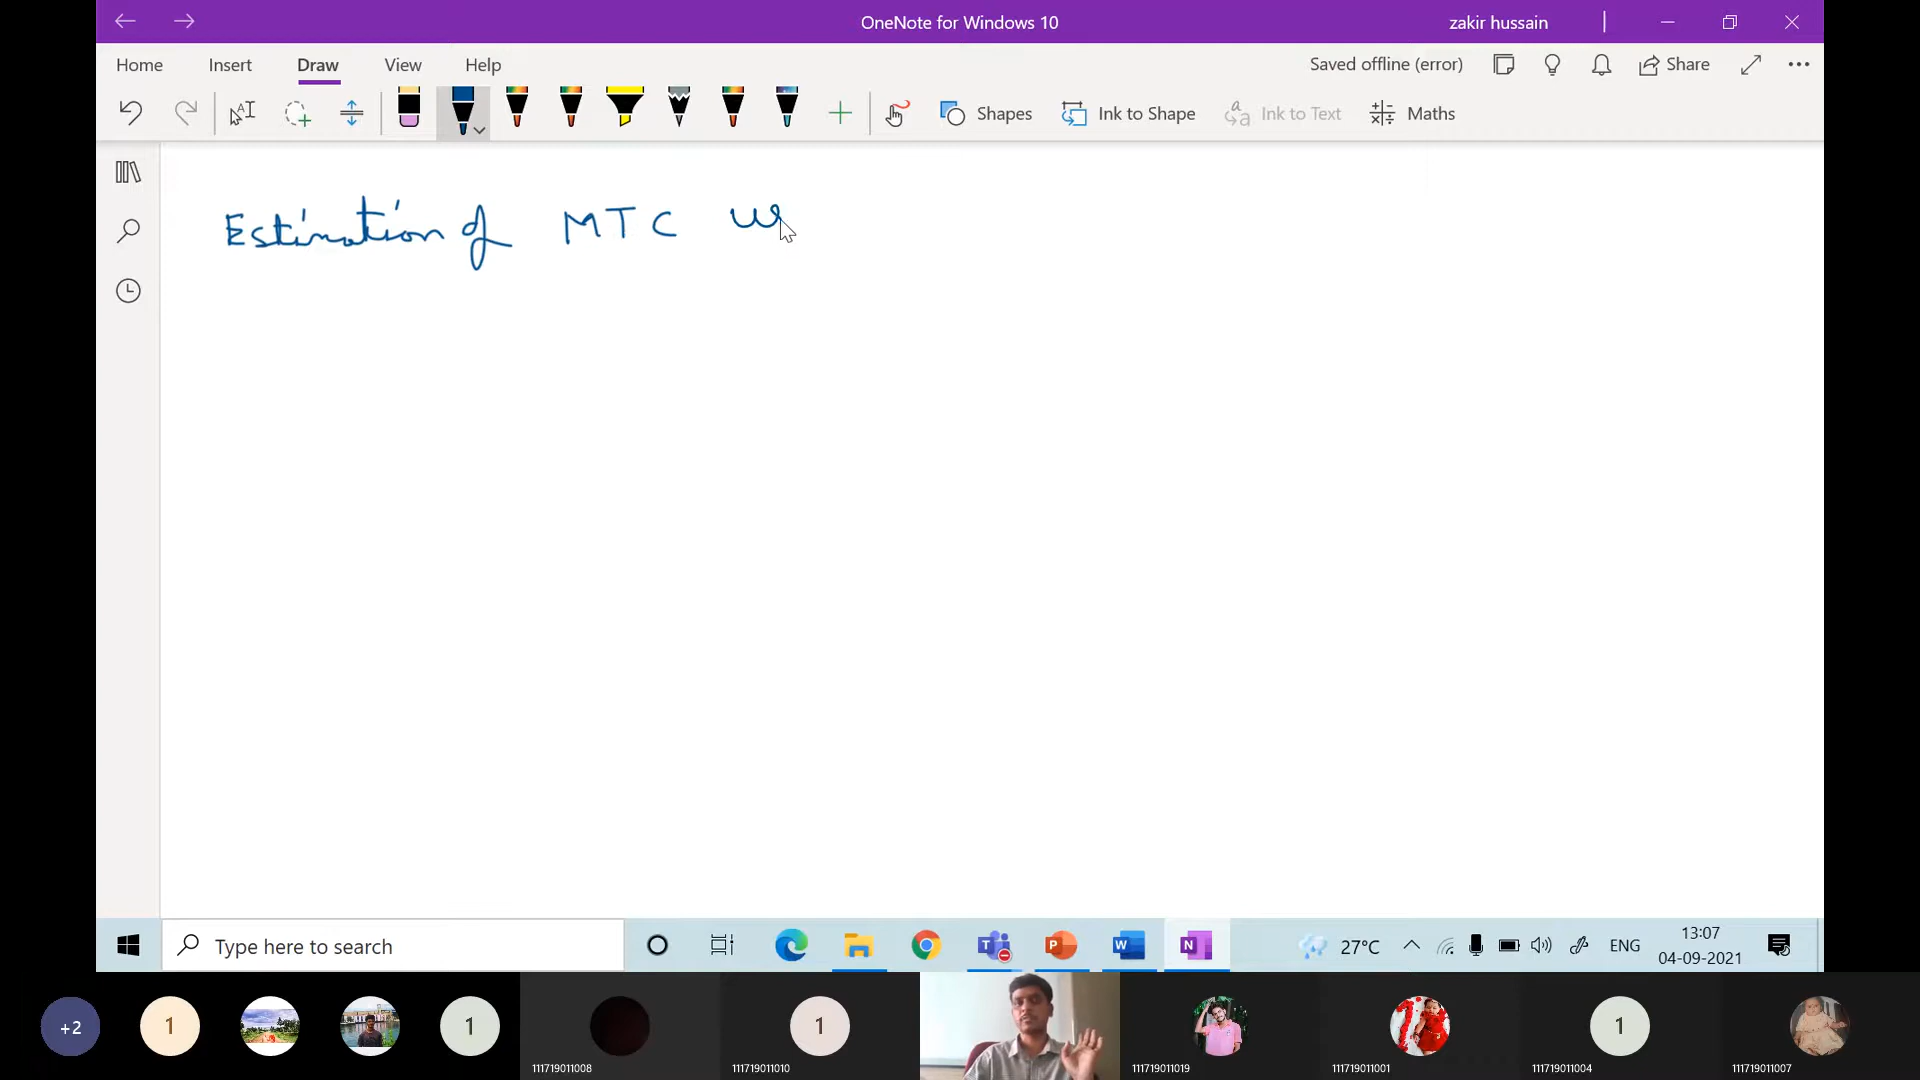 OneNote for Windows 10
zakir hussain
Home Insert Draw View Help
Saved offline (error)
Share
Shapes
Ink to Shape
Ink to Text
Maths
Estimation of MTC us
Type here to search
27°C
ENG
13:07
04-09-2021
+2
1
1
1
1
111719011008
111719011010
111719011019
111719011001
111719011004
111719011007